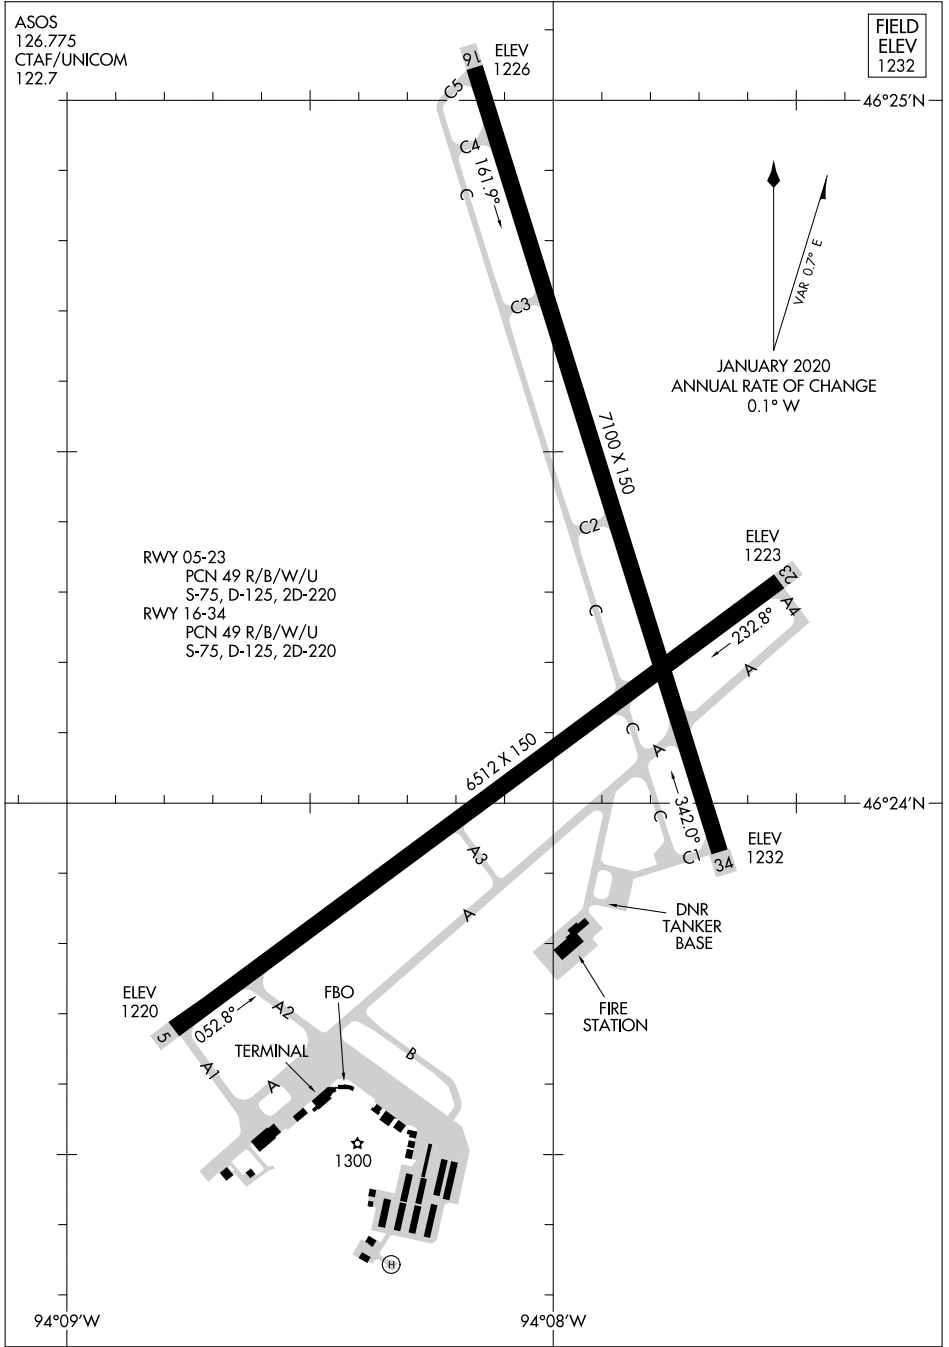 ASOS
126.775
CTAF/UNICOM
122.7
FIELD
ELEV
1232
16
ELEV
1226
46°25'N
C5
C4
161.9°
C
C3
VAR 0.7° E
JANUARY 2020
ANNUAL RATE OF CHANGE
0.1° W
7100 X 150
C2
ELEV
1223
23
RWY 05-23
PCN 49 R/B/W/U
S-75, D-125, 2D-220
RWY 16-34
PCN 49 R/B/W/U
S-75, D-125, 2D-220
C
A4
232.8°
A
C
A
6512 X 150
46°24'N
342.0°
C
C1
34
ELEV
1232
A3
A
DNR
TANKER
BASE
FIRE
STATION
ELEV
1220
5
052.8°
A2
FBO
TERMINAL
A1
A
B
1300
H
94°09'W
94°08'W